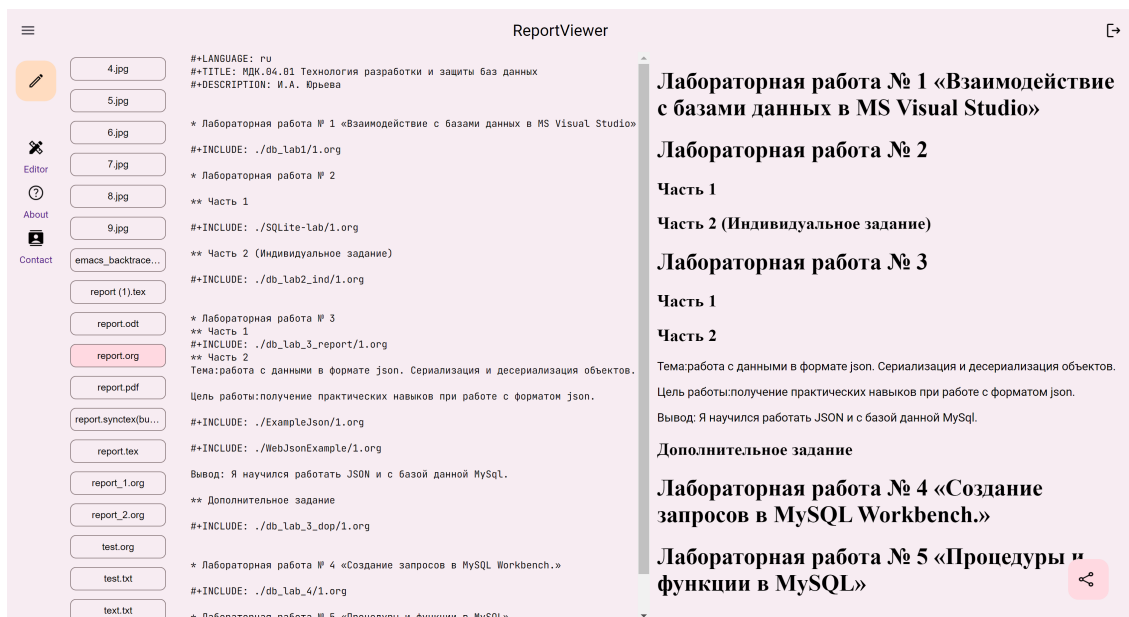 ReportViewer
Editor
About
Contact
4.jpg
5.jpg
6.jpg
7.jpg
8.jpg
9.jpg
emacs_backtrace...
report (1).tex
report.odt
report.org
report.pdf
report.synctex(bu...
report.tex
report_1.org
report_2.org
test.org
test.txt
text.txt
#+LANGUAGE: ru
#+TITLE: МДК.04.01 Технология разработки и защиты баз данных
#+DESCRIPTION: И.А. Юрьева
* Лабораторная работа № 1 «Взаимодействие с базами данных в MS Visual Studio»
#+INCLUDE: ./db_lab1/1.org
* Лабораторная работа № 2
** Часть 1
#+INCLUDE: ./SQLite-lab/1.org
** Часть 2 (Индивидуальное задание)
#+INCLUDE: ./db_lab2_ind/1.org
* Лабораторная работа № 3
** Часть 1
#+INCLUDE: ./db_lab_3_report/1.org
** Часть 2
Тема:работа с данными в формате json. Сериализация и десериализация объектов.
Цель работы:получение практических навыков при работе с форматом json.
#+INCLUDE: ./ExampleJson/1.org
#+INCLUDE: ./WebJsonExample/1.org
Вывод: Я научился работать JSON и с базой данной MySql.
** Дополнительное задание
#+INCLUDE: ./db_lab_3_dop/1.org
* Лабораторная работа № 4 «Создание запросов в MySQL Workbench.»
#+INCLUDE: ./db_lab_4/1.org
* Лабораторная работа № 5 «Процедуры и функции в MySQL»
Лабораторная работа № 1 «Взаимодействие
с базами данных в MS Visual Studio»
Лабораторная работа № 2
Часть 1
Часть 2 (Индивидуальное задание)
Лабораторная работа № 3
Часть 1
Часть 2
Тема:работа с данными в формате json. Сериализация и десериализация объектов.
Цель работы:получение практических навыков при работе с форматом json.
Вывод: Я научился работать JSON и с базой данной MySql.
Дополнительное задание
Лабораторная работа № 4 «Создание
запросов в MySQL Workbench.»
Лабораторная работа № 5 «Процедуры и
функции в MySQL»